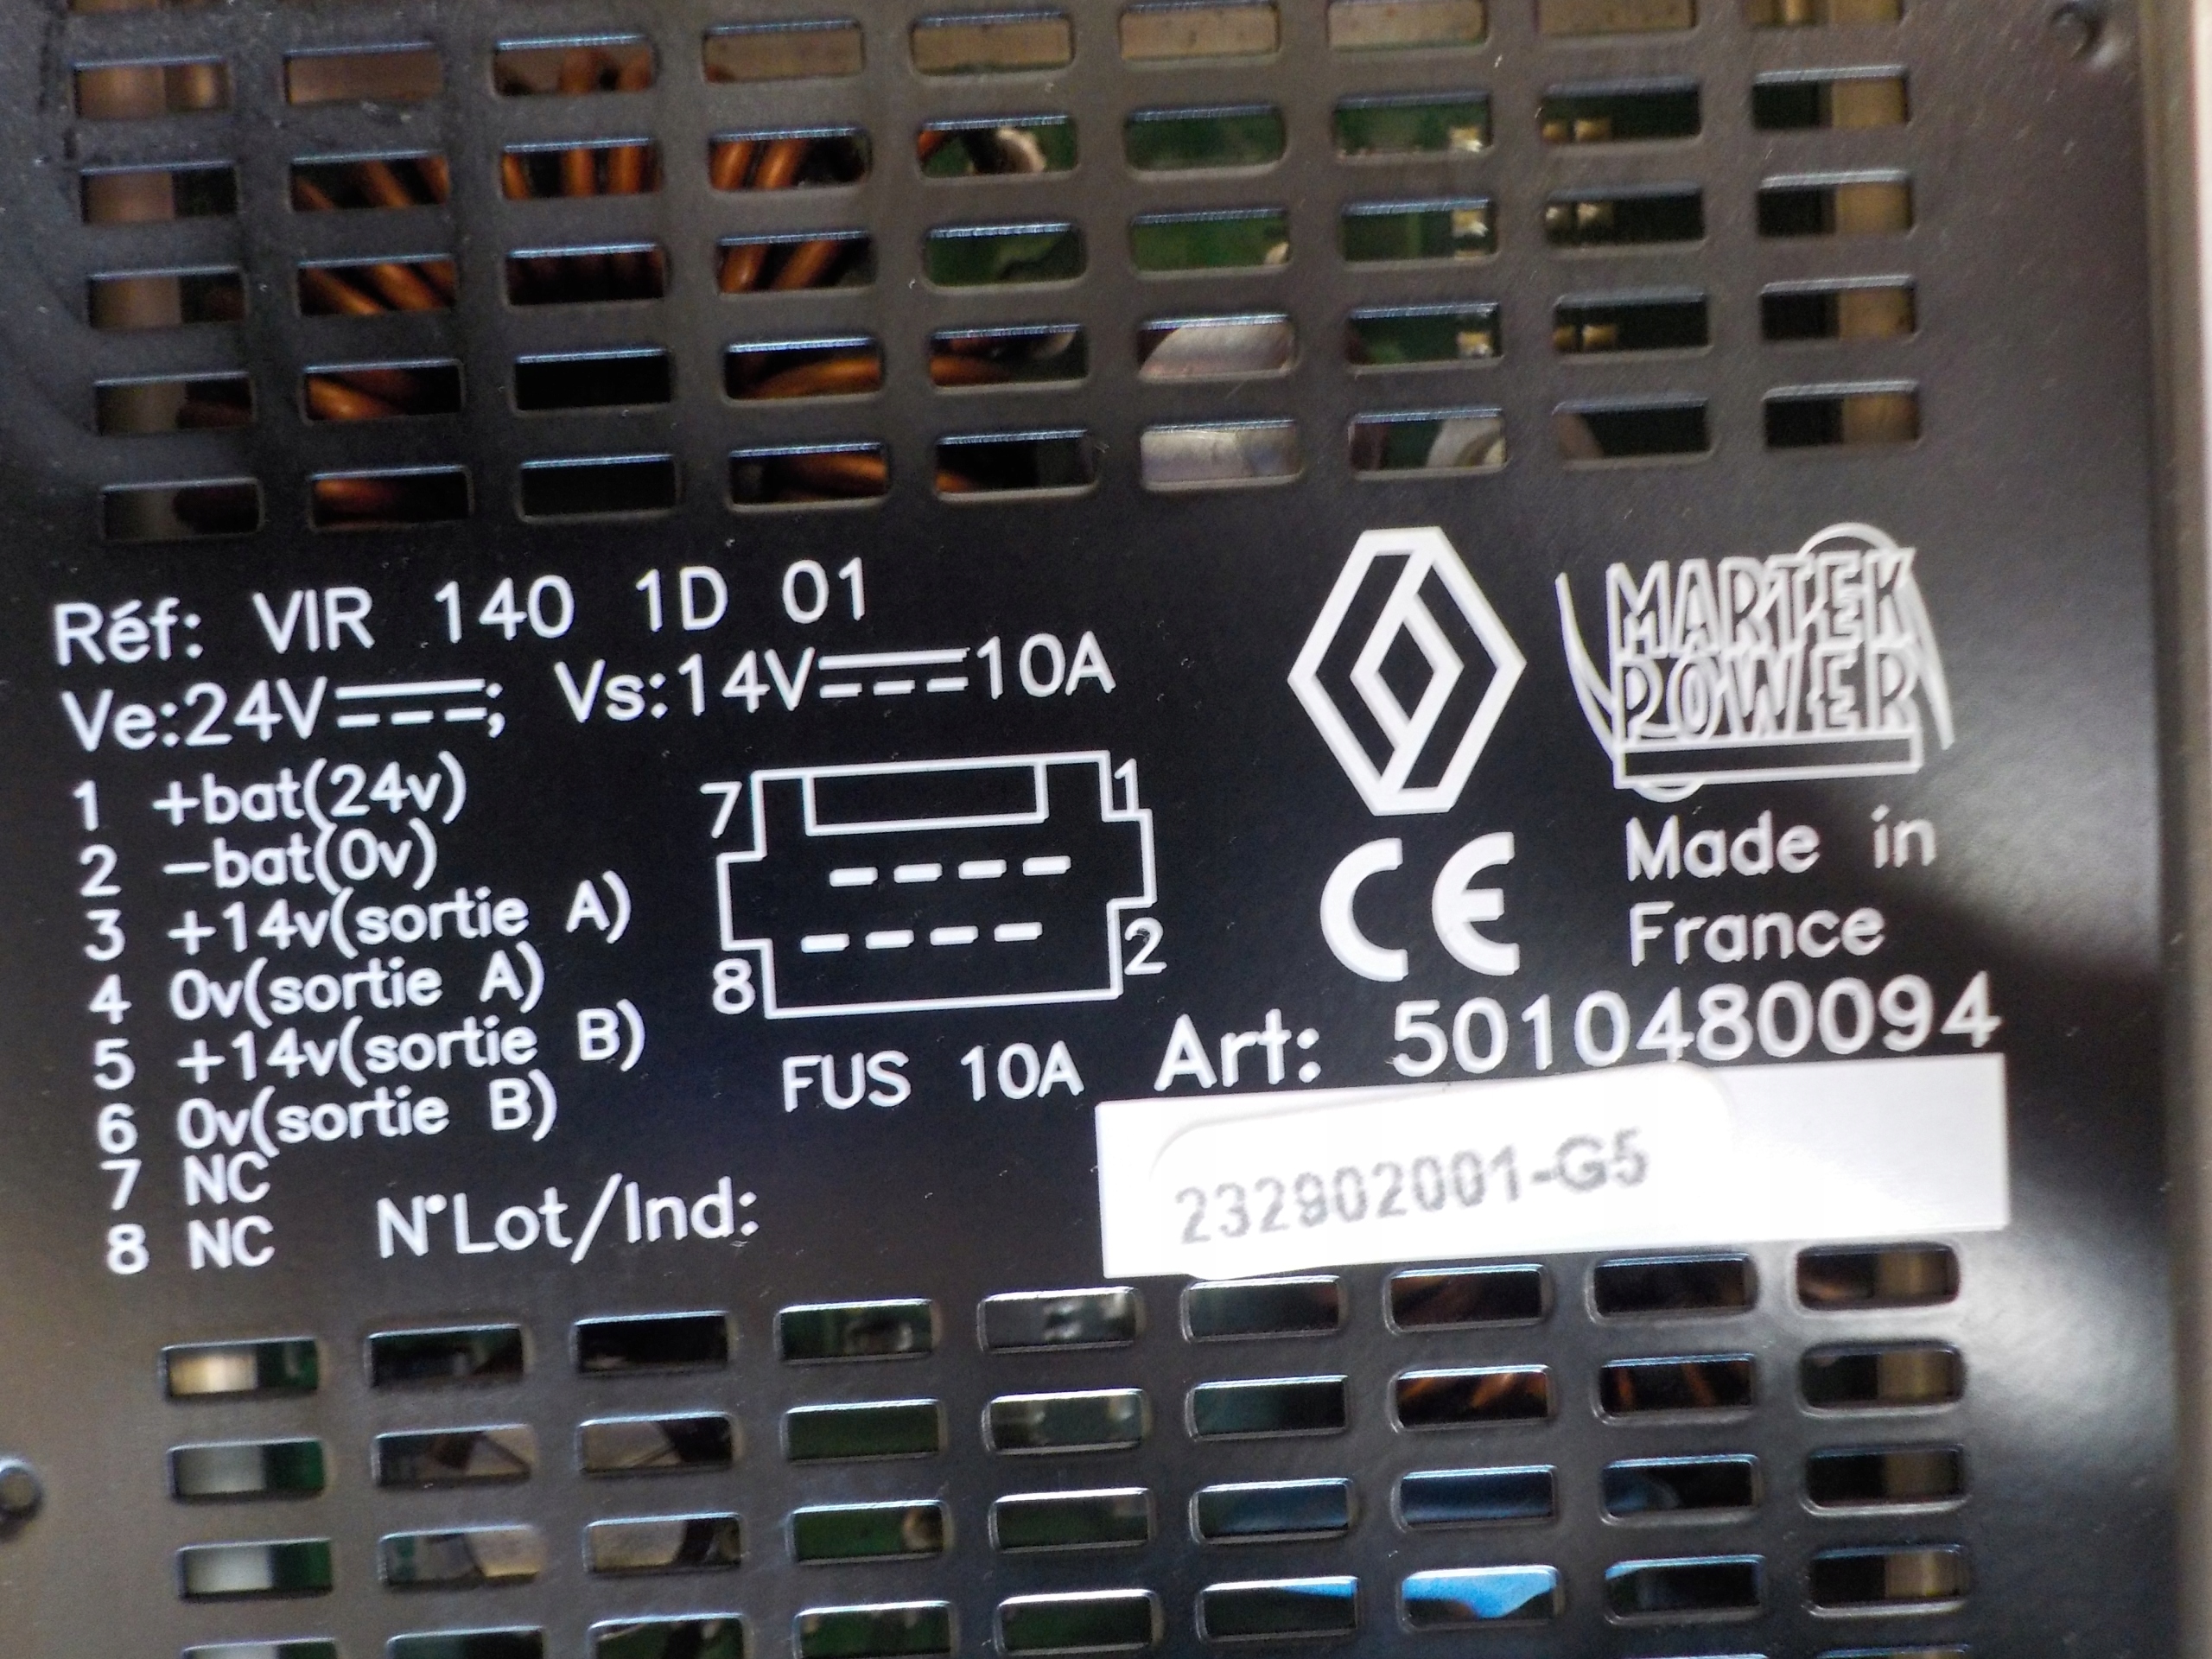 Réf: VIR 140 1D 01
Ve:24V; Vs:14V10A
1 +bat(24v)
2 -bat(0v)
3 +14v(sortie A)
4 0v(sortie A)
5 +14v(sortie B)
6 0v(sortie B)
7 NC
8 NC
7 1
8 2
FUS 10A
N°Lot/Ind:
MARTEK
POWER
CE
Made in
France
Art: 5010480094
232902001-G5